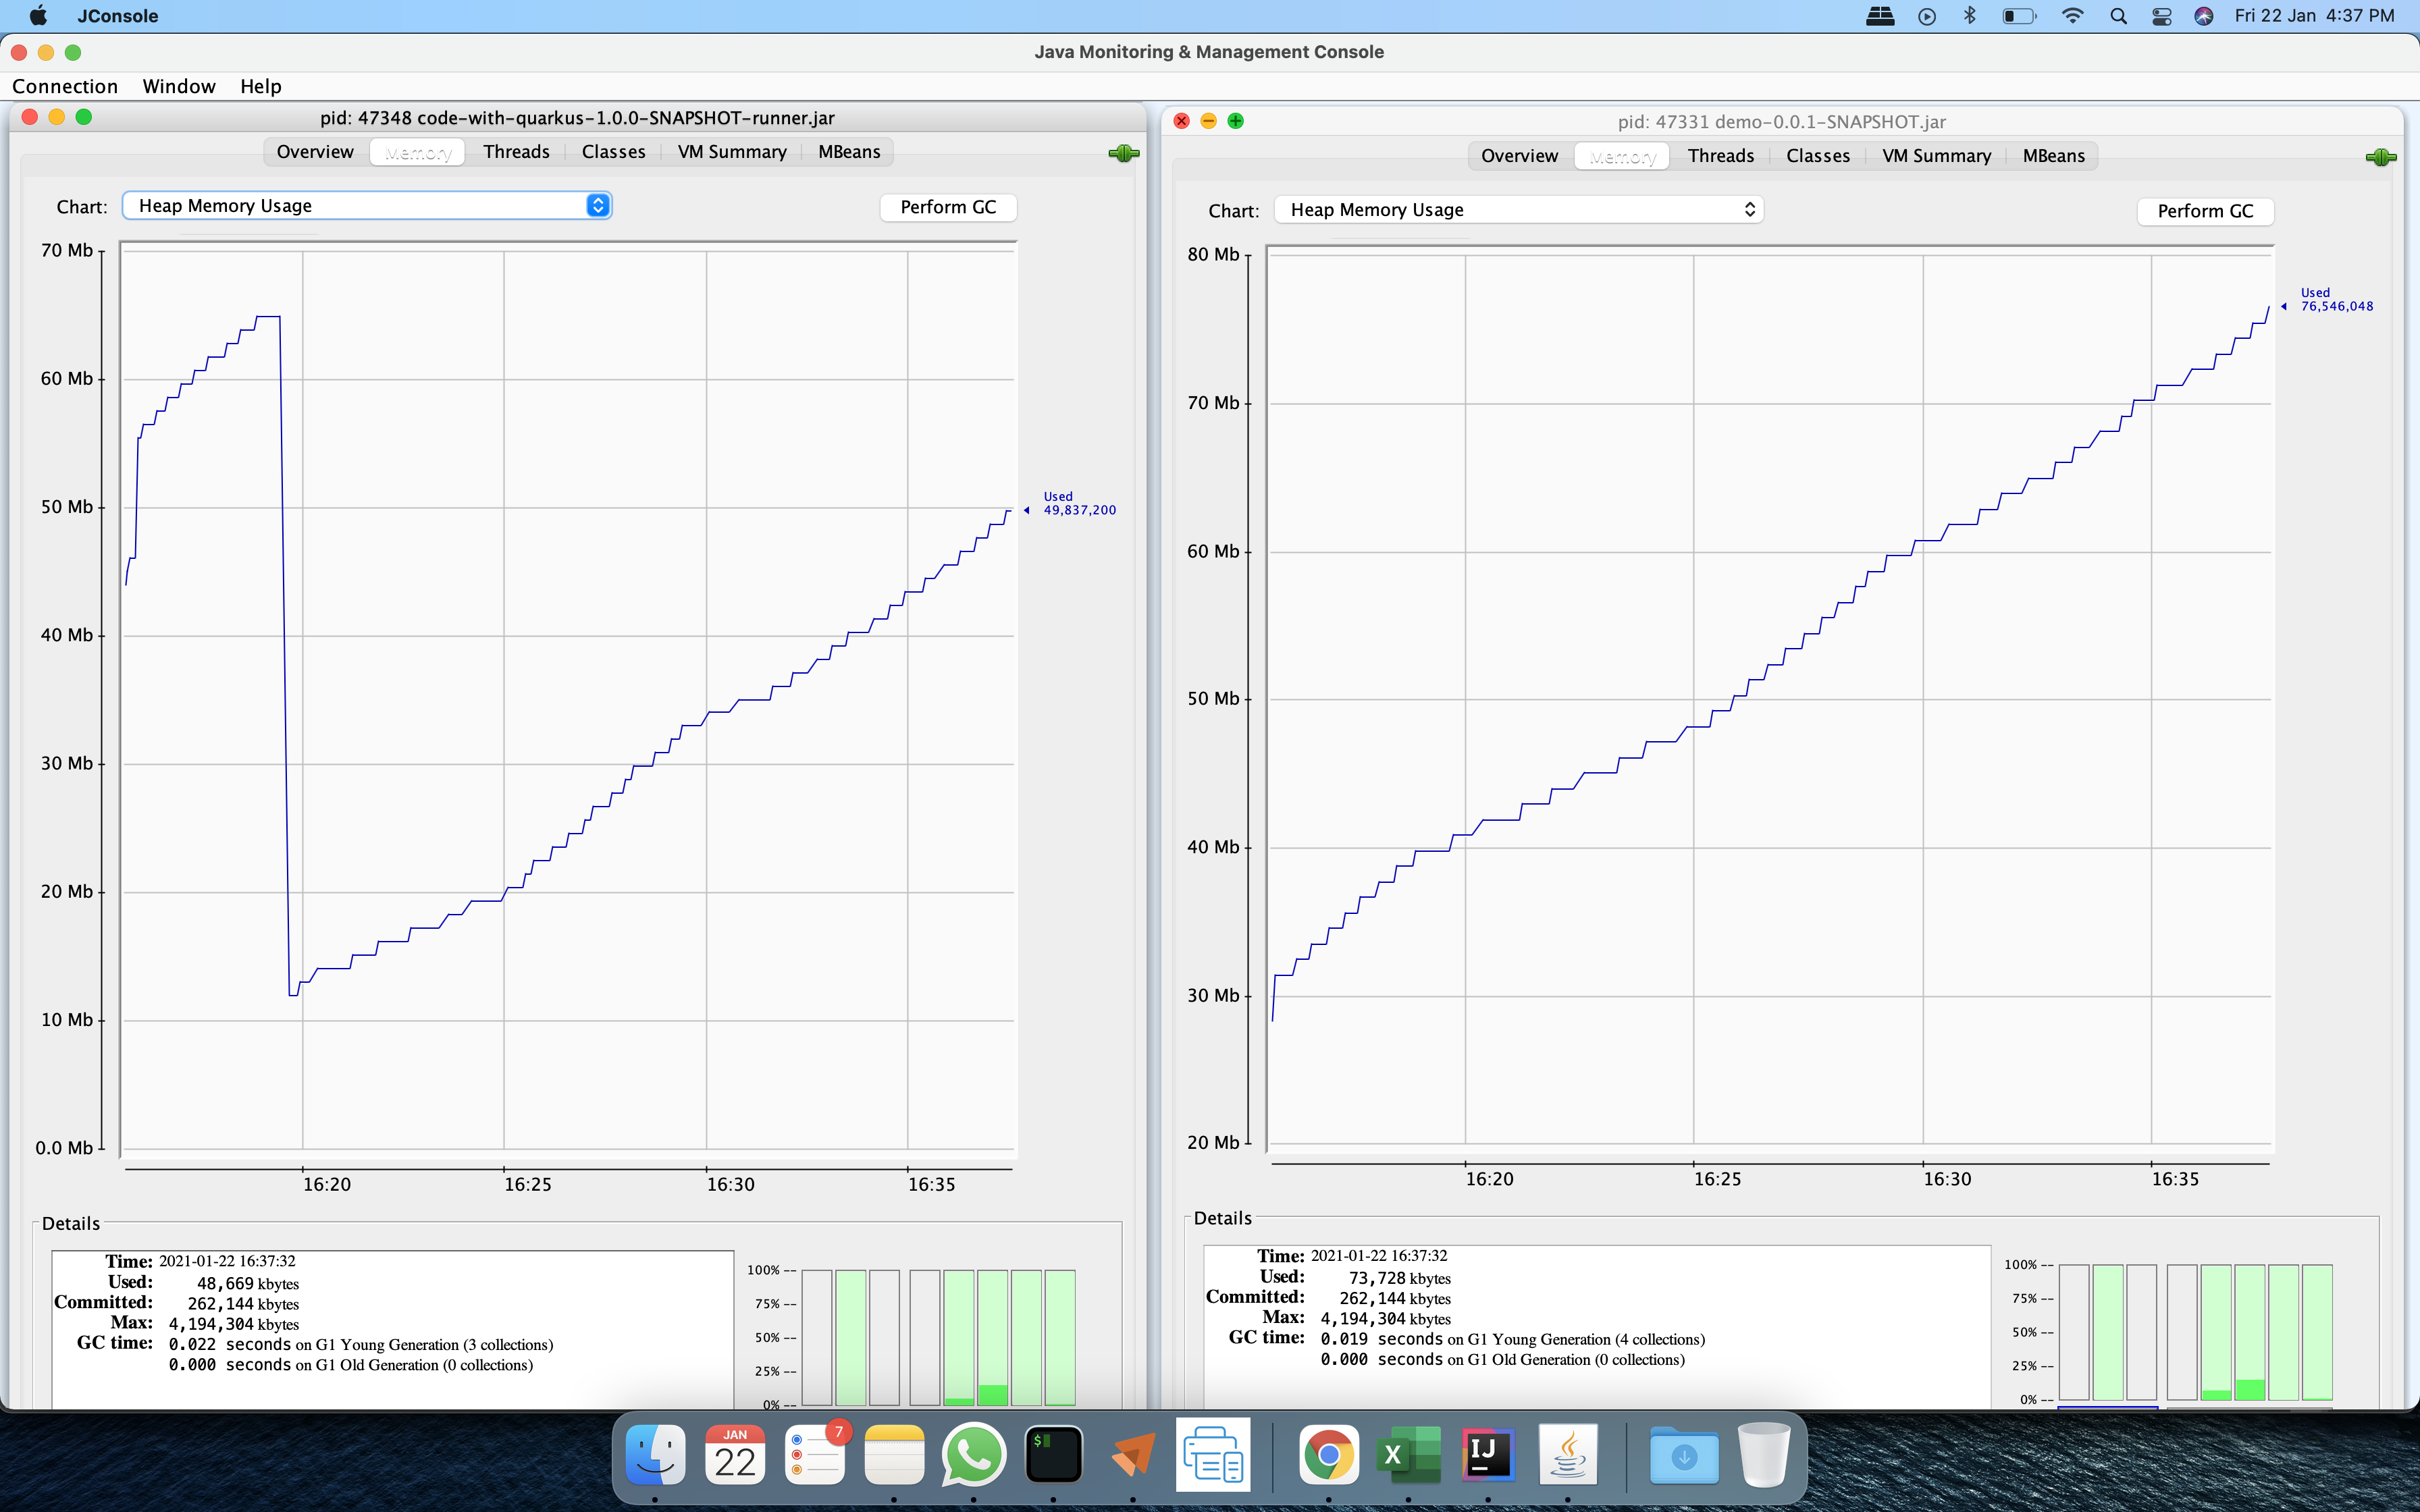 JConsole
Fri 22 Jan 4:37 PM
Java Monitoring & Management Console
Connection Window Help
pid: 47348 code-with-quarkus-1.0.0-SNAPSHOT-runner.jar
Overview Memory Threads Classes VM Summary MBeans
Chart: Heap Memory Usage Perform GC
70 Mb
60 Mb
50 Mb
40 Mb
30 Mb
20 Mb
10 Mb
0.0 Mb
Used
49,837,200
16:20 16:25 16:30 16:35
Details
Time: 2021-01-22 16:37:32
Used: 48,669 kbytes
Committed: 262,144 kbytes
Max: 4,194,304 kbytes
GC time: 0.022 seconds on G1 Young Generation (3 collections)
0.000 seconds on G1 Old Generation (0 collections)
100% --
75% --
50% --
25% --
0% --
pid: 47331 demo-0.0.1-SNAPSHOT.jar
Overview Memory Threads Classes VM Summary MBeans
Chart: Heap Memory Usage Perform GC
80 Mb
70 Mb
60 Mb
50 Mb
40 Mb
30 Mb
20 Mb
Used
76,546,048
16:20 16:25 16:30 16:35
Details
Time: 2021-01-22 16:37:32
Used: 73,728 kbytes
Committed: 262,144 kbytes
Max: 4,194,304 kbytes
GC time: 0.019 seconds on G1 Young Generation (4 collections)
0.000 seconds on G1 Old Generation (0 collections)
100% --
75% --
50% --
25% --
0% --
JAN
22
7
$
X
IJ